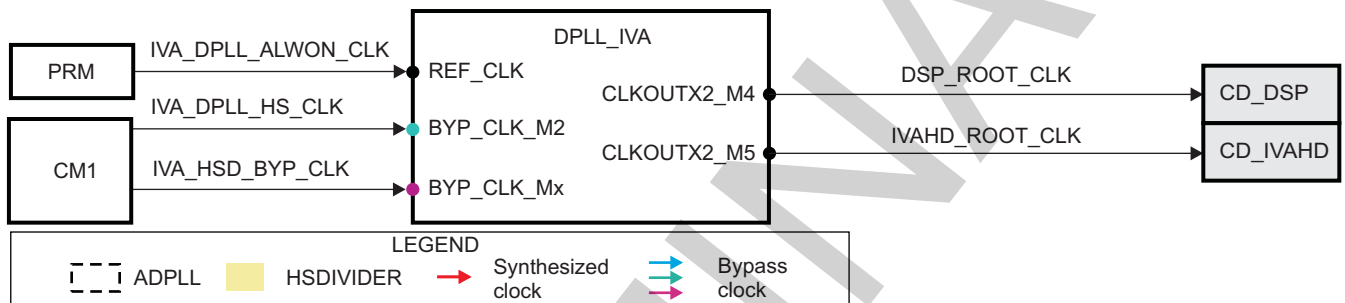 DPLL_IVA
PRM
IVA_DPLL_ALWON_CLK
REF_CLK
CLKOUTX2_M4
DSP_ROOT_CLK
CD_DSP
IVA_DPLL_HS_CLK
BYP_CLK_M2
CM1
CLKOUTX2_M5
IVAHD_ROOT_CLK
CD_IVAHD
IVA_HSD_BYP_CLK
BYP_CLK_Mx
LEGEND
ADPLL
HSDIVIDER
Synthesized
clock
Bypass
clock